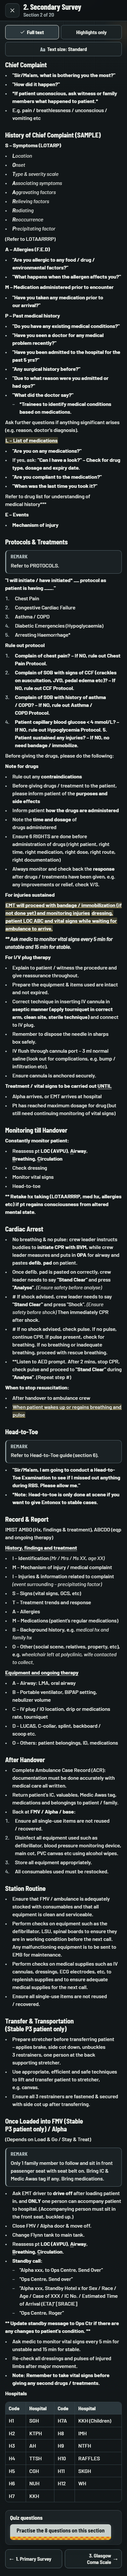 2. Secondary Survey
Section 2 of 20
Full text
Highlights only
Text size: Standard
Chief Complaint
"Sir/Ma'am, what is bothering you the most?"
"How did it happen?"
*If patient unconscious, ask witness or family
members what happened to patient.*
E.g. pain / breathlessness / unconscious /
vomiting etc
History of Chief Complaint (SAMPLE)
S – Symptoms (LOTARP)
Location
Onset
Type & severity scale
Associating symptoms
Aggravating factors
Relieving factors
Radiating
Reoccurrence
Precipitating factor
(Refer to LOTAARRRP)
A – Allergies (F.E.D)
"Are you allergic to any food / drug /
environmental factors?"
"What happens when the allergen affects you?"
M – Medication administered prior to encounter
"Have you taken any medication prior to
our arrival?"
P – Past medical history
"Do you have any existing medical conditions?"
"Have you seen a doctor for any medical
problem recently?"
"Have you been admitted to the hospital for the
past 5 yrs?"
"Any surgical history before?"
"Due to what reason were you admitted or
had ops?"
"What did the doctor say?"
*Trainees to identify medical conditions
based on medications.
Ask further questions if anything significant arises
(e.g. reason, doctor's diagnosis).
L – List of medications
"Are you on any medications?"
If yes, ask: "Can I have a look?" – Check for drug
type, dosage and expiry date.
"Are you compliant to the medication?"
"When was the last time you took it?"
Refer to drug list for understanding of
medical history***
E – Events
Mechanism of injury
Protocols & Treatments
REMARK
Refer to PROTOCOLS.
"I will initiate / have initiated* ___ protocol as
patient is having ____"
1. Chest Pain
2. Congestive Cardiac Failure
3. Asthma / COPD
4. Diabetic Emergencies (Hypoglycaemia)
5. Arresting Haemorrhage*
Rule out protocol
1. Complain of chest pain? – If NO, rule out Chest
Pain Protocol.
2. Complain of SOB with signs of CCF (crackles
on auscultation, JVD, pedal edema etc.)? – If
NO, rule out CCF Protocol.
3. Complain of SOB with history of asthma
/ COPD? – If NO, rule out Asthma /
COPD Protocol.
4. Patient capillary blood glucose < 4 mmol/L? –
If NO, rule out Hypoglycemia Protocol. 5.
Patient sustained any injuries? – If NO, no
need bandage / immobilize.
Before giving the drugs, please do the following:
Note for drugs
Rule out any contraindications
Before giving drugs / treatment to the patient,
please inform patient of the purpose and
side effects
Inform patient how the drugs are administered
Note the time and dosage of
drugs administered
Ensure 6 RIGHTS are done before
administration of drugs (right patient, right
time, right medication, right dose, right route,
right documentation)
Always monitor and check back the response
after drugs / treatments have been given, e.g.
any improvements or relief, check V/S.
For injuries sustained
EMT will proceed with bandage / immobilization (if
not done yet) and monitoring injuries, dressing,
patient LOC ABC and vital signs while waiting for
ambulance to arrive.
** Ask medic to monitor vital signs every 5 min for
unstable and 15 min for stable.
For I/V plug therapy
Explain to patient / witness the procedure and
give reassurance throughout.
Prepare the equipment & items used are intact
and not expired.
Correct technique in inserting IV cannula in
aseptic manner (apply tourniquet in correct
area, clean site, sterile technique) and connect
to IV plug.
Remember to dispose the needle in sharps
box safely.
IV flush through cannula port – 3 ml normal
saline (look out for complications, e.g. bump /
infiltration etc).
Ensure cannula is anchored securely.
Treatment / vital signs to be carried out UNTIL
Alpha arrives, or EMT arrives at hospital
Pt has reached maximum dosage for drug (but
still need continuous monitoring of vital signs)
Monitoring till Handover
Constantly monitor patient:
Reassess pt LOC (AVPU), Airway,
Breathing, Circulation
Check dressing
Monitor vital signs
Head-to-toe
** Retake hx taking (LOTAARRRP, med hx, allergies
etc) if pt regains consciousness from altered
mental state.
Cardiac Arrest
No breathing & no pulse: crew leader instructs
buddies to initiate CPR with BVM, while crew
leader measures and puts an OPA for airway and
pastes defib. pad on patient.
Once defib. pad is pasted on correctly, crew
leader needs to say "Stand Clear" and press
"Analyse". (Ensure safety before analyse)
If shock advised, crew leader needs to say
"Stand Clear" and press "Shock". (Ensure
safety before shock) Then immediately CPR
after shock.
If no shock advised, check pulse. If no pulse,
continue CPR. If pulse present, check
breathing. If no breathing or inadequate
breathing, proceed with rescue breathing.
**Listen to AED prompt. After 2 mins, stop CPR,
check pulse and proceed to "Stand Clear" during
"Analyse". (Repeat step #)
When to stop resuscitation:
After handover to ambulance crew
When patient wakes up or regains breathing and
pulse
Head-to-Toe
REMARK
Refer to Head-to-Toe guide (section 6).
"Sir/Ma'am, I am going to conduct a Head-to-
Toe Examination to see if I missed out anything
during RBS. Please allow me."
*Note: Head-to-toe is only done at scene if you
want to give Entonox to stable cases.
Record & Report
IMIST AMBO (Hx, findings & treatment), ABCDO (eqp
and ongoing therapy)
History, findings and treatment
I – Identification (Mr / Mrs / Ms XX, age XX)
M – Mechanism of injury / medical complaint
I – Injuries & Information related to complaint
(event surrounding - precipitating factor)
S – Signs (vital signs, GCS, etc)
T – Treatment trends and response
A – Allergies
M – Medications (patient's regular medications)
B – Background history, e.g. medical hx and
family hx
O – Other (social scene, relatives, property, etc),
e.g. wheelchair left at polyclinic, wife contacted
to collect.
Equipment and ongoing therapy
A – Airway: LMA, oral airway
B – Portable ventilator, BIPAP setting,
nebulizer volume
C – IV plug / IO location, drip or medications
rate, tourniquet
D – LUCAS, C-collar, splint, backboard /
scoop etc.
O – Others: patient belongings, IC, medications
After Handover
Complete Ambulance Case Record (ACR):
documentation must be done accurately with
medical care all written.
Return patient's IC, valuables, Medic Awas tag,
medications and belongings to patient / family.
Back at FMV / Alpha / base:
1. Ensure all single-use items are not reused
/ recovered.
2. Disinfect all equipment used such as
defibrillator, blood pressure monitoring device,
main cot, PVC canvas etc using alcohol wipes.
3. Store all equipment appropriately.
4. All consumables used must be restocked.
Station Routine
Ensure that FMV / ambulance is adequately
stocked with consumables and that all
equipment is clean and serviceable.
Perform checks on equipment such as the
defibrillator, LSU, spinal boards to ensure they
are in working order before the call out. Any
malfunctioning equipment is to be sent to
EMB for maintenance.
Perform checks on medical supplies such as IV
cannulas, dressings, ECG electrodes, etc, to
replenish supplies and to ensure adequate
medical supplies for the day.
Ensure all single-use items are not reused
/ recovered.
Transfer & Transportation
(Stable P3 patient only)
Prepare stretcher before transferring patient
– applies brake, side set down, unbuckles
3 restrainers, one person at the back
supporting stretcher.
Use appropriate, efficient and safe techniques
to lift and transfer patient to stretcher
e.g. canvas.
Ensure all 3 restrainers are fastened & secured
with side cot up after transfer.
Once Loaded into FMV (Stable
P3 patient only) / Alpha
(Depends on Load & Go / Stay & Treat)
REMARK
Only 1 family member to follow and sit in front
passenger seat with seat belt on. Bring IC &
Medic Awas tag if any. Bring medications.
Ask EMT driver to drive off after loading patient
in, and ONLY one person can accompany patient
to hospital. (Accompanying person must sit in
the front seat, buckled up.)
Close FMV / Alpha door & move off.
Change Flyen tank to main tank.
Reassess pt LOC (AVPU), Airway,
Breathing, Circulation.
Standby call:
"Alpha xxx, to Ops Centre, Send Over"
"Ops Centre, Send over"
"Alpha xxx, Standby Hotel x for Sex / Race /
Age / Case of XXX / IC No. / Estimated Time
of Arrival (ETA)" [SRACIE]
"Ops Centre, Roger"
** Update standby message to Ops Ctr if there are
any changes to patient's condition. **
Ask medic to monitor vital signs every 5 min for
unstable and 15 min for stable.
Re-check all dressings and pulses of injured
limbs after major movement.
Note: Remember to take vital signs before
giving any second drugs / treatments.
Hospitals
Code Hospital Code Hospital
H1 SGH H7A KKH (Children)
H2 KTPH H8 IMH
H3 AH H9 NTFH
H4 TTSH H10 RAFFLES
H5 CGH H11 SKGH
H6 NUH H12 WH
H7 KKH
Quiz questions
Practise the 8 questions on this section
← 1. Primary Survey
3. Glasgow
Coma Scale →